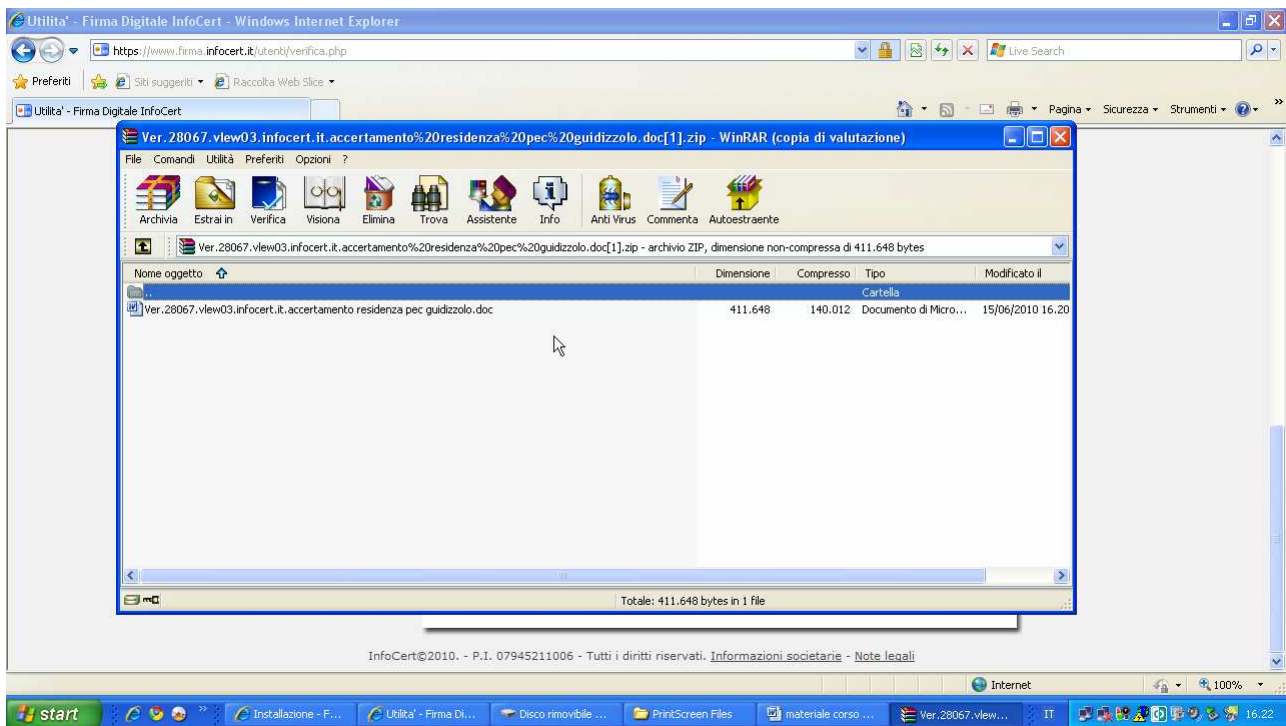 Utilita' - Firma Digitale InfoCert - Windows Internet Explorer
https://www.firma.infocert.it/utenti/verifica.php
Live Search
Preferiti Siti suggeriti Raccolta Web Slice
Utilita' - Firma Digitale InfoCert
Pagina Sicurezza Strumenti
Ver.28067.vlew03.infocert.it.accertamento%20residenza%20pec%20guidizzolo.doc[1].zip - WinRAR (copia di valutazione)
File Comandi Utilità Preferiti Opzioni ?
Archivia Estrai in Verifica Visiona Elimina Trova Assistente Info Anti Virus Commenta Autoestraente
Ver.28067.vlew03.infocert.it.accertamento%20residenza%20pec%20guidizzolo.doc[1].zip - archivio ZIP, dimensione non-compressa di 411.648 bytes
Nome oggetto Dimensione Compresso Tipo Modificato il
.. Cartella
Ver.28067.vlew03.infocert.it.accertamento residenza pec guidizzolo.doc 411.648 140.012 Documento di Micro... 15/06/2010 16.20
Totale: 411.648 bytes in 1 file
InfoCert©2010. - P.I. 07945211006 - Tutti i diritti riservati. Informazioni societarie - Note legali
Internet 100%
start Installazione - F... Utilita' - Firma Di... Disco rimovibile ... PrintScreen Files materiale corso ... Ver.28067.vlew... IT 16.22